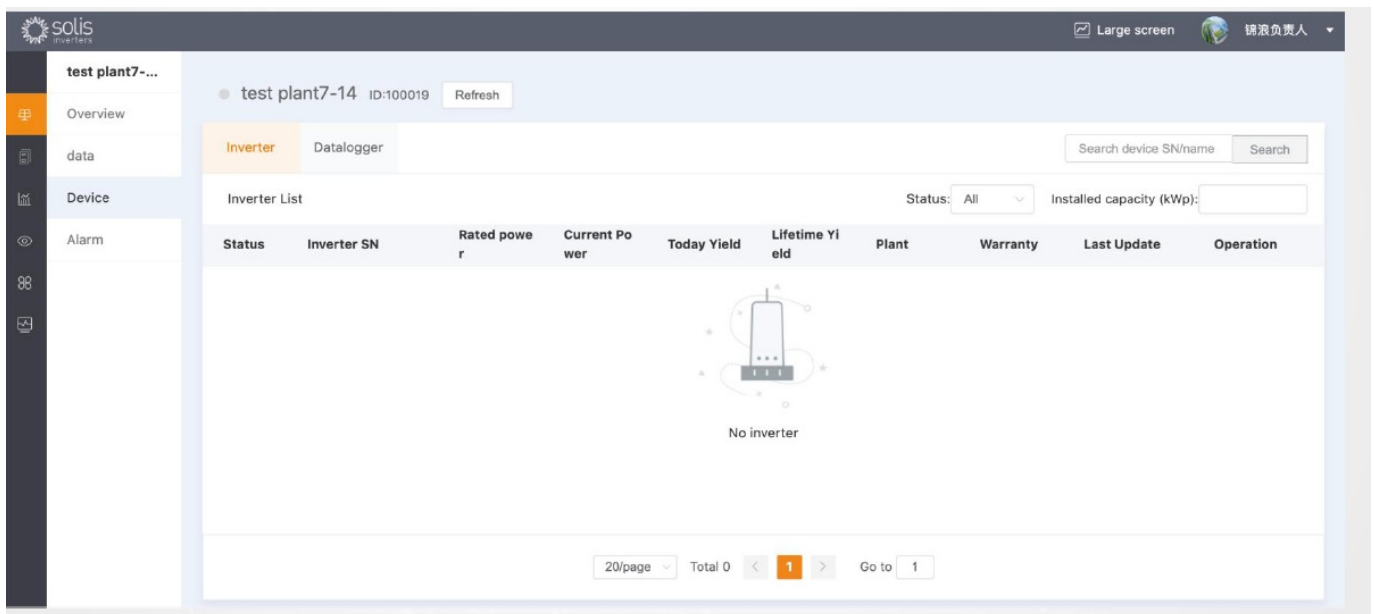 solis
inverters
Large screen
锦浪负责人
test plant7-...
Overview
data
Device
Alarm
test plant7-14 ID:100019 Refresh
Inverter Datalogger
Search device SN/name Search
Inverter List
Status: All
Installed capacity (kWp):
Status
Inverter SN
Rated powe
r
Current Po
wer
Today Yield
Lifetime Yi
eld
Plant
Warranty
Last Update
Operation
No inverter
20/page Total 0 < 1 > Go to 1